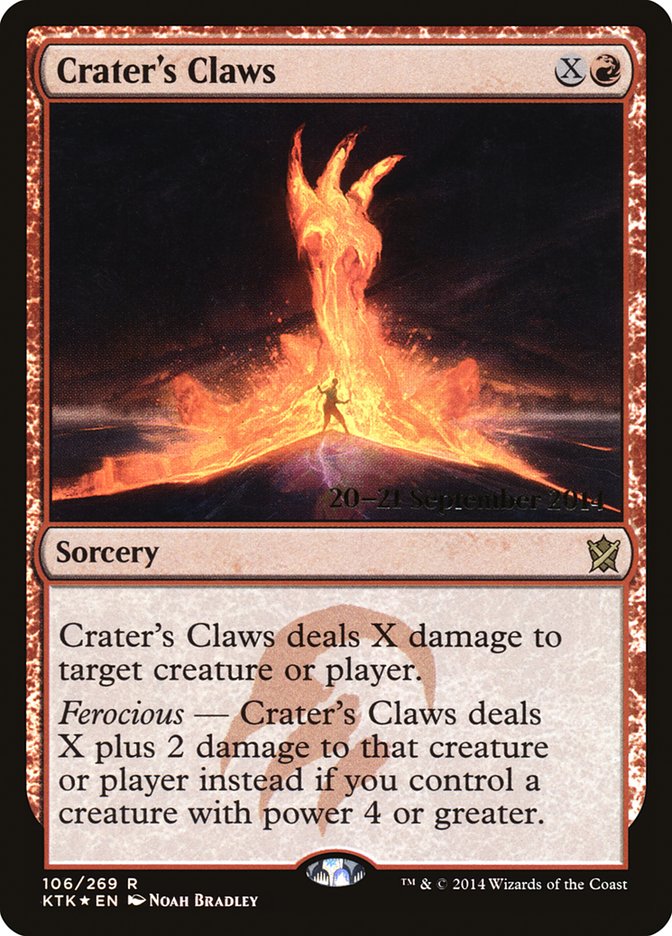 Crater's Claws X
20–21 September 2014
Sorcery
Crater's Claws deals X damage to
target creature or player.
Ferocious — Crater's Claws deals
X plus 2 damage to that creature
or player instead if you control a
creature with power 4 or greater.
106/269 R
KTK★EN Noah Bradley
™ & © 2014 Wizards of the Coast